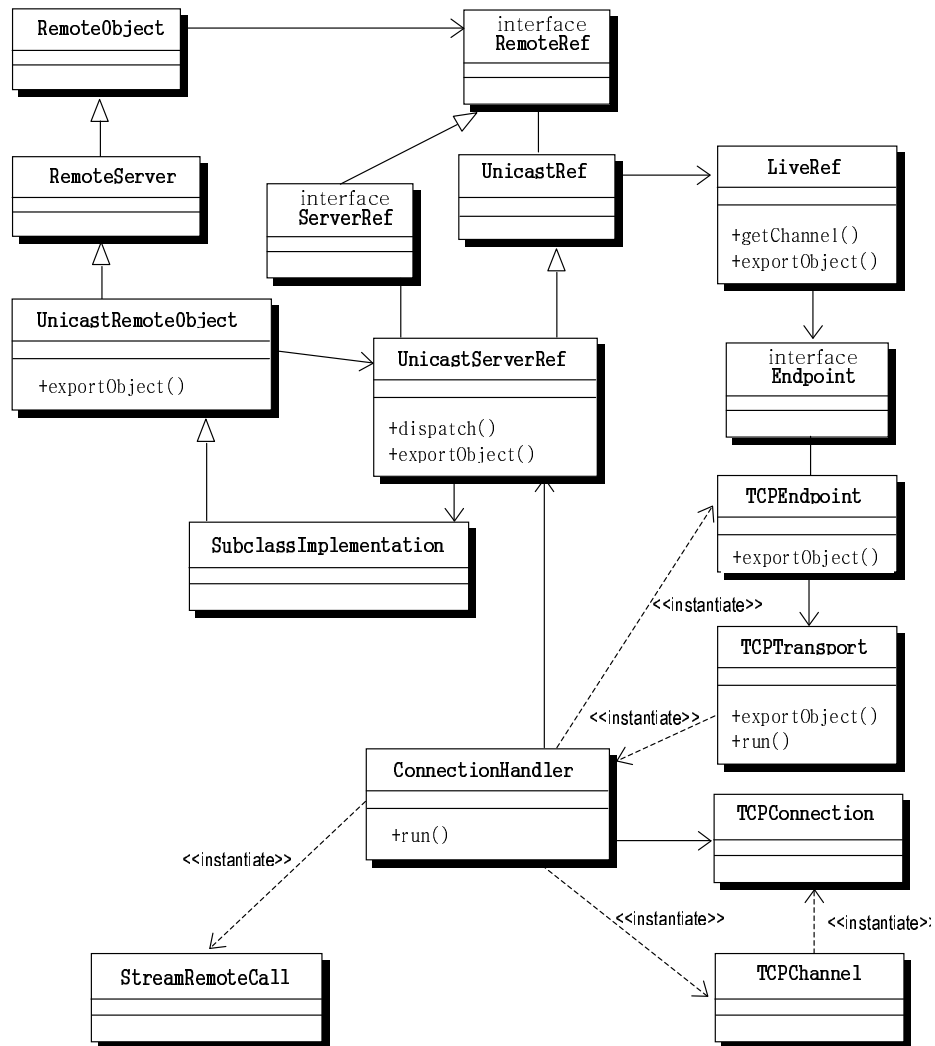 RemoteObject
interface
RemoteRef
RemoteServer
interface
ServerRef
UnicastRef
LiveRef
+getChannel()
+exportObject()
UnicastRemoteObject
+exportObject()
UnicastServerRef
+dispatch()
+exportObject()
interface
Endpoint
SubclassImplementation
TCPEndpoint
+exportObject()
<<instantiate>>
TCPTransport
+exportObject()
+run()
<<instantiate>>
ConnectionHandler
+run()
TCPConnection
<<instantiate>>
<<instantiate>>
<<instantiate>>
StreamRemoteCall
TCPChannel